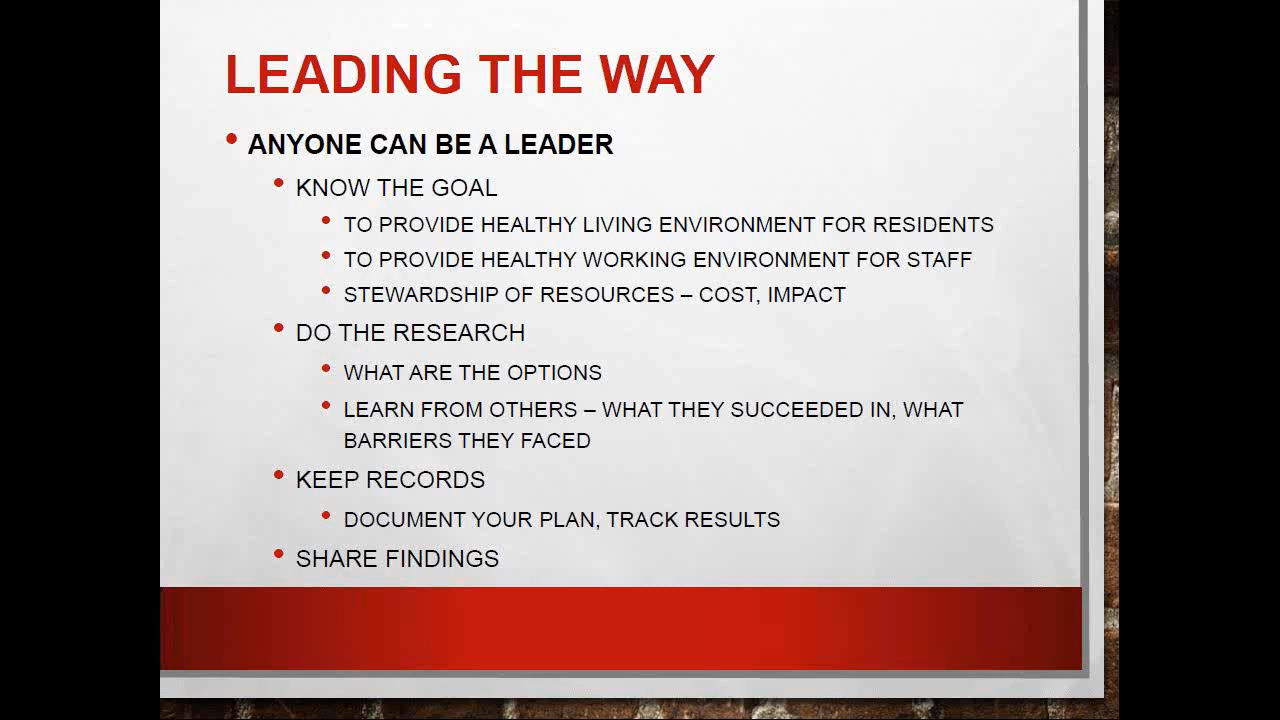 LEADING THE WAY
• ANYONE CAN BE A LEADER
• KNOW THE GOAL
• TO PROVIDE HEALTHY LIVING ENVIRONMENT FOR RESIDENTS
• TO PROVIDE HEALTHY WORKING ENVIRONMENT FOR STAFF
• STEWARDSHIP OF RESOURCES – COST, IMPACT
• DO THE RESEARCH
• WHAT ARE THE OPTIONS
• LEARN FROM OTHERS – WHAT THEY SUCCEEDED IN, WHAT
BARRIERS THEY FACED
• KEEP RECORDS
• DOCUMENT YOUR PLAN, TRACK RESULTS
• SHARE FINDINGS